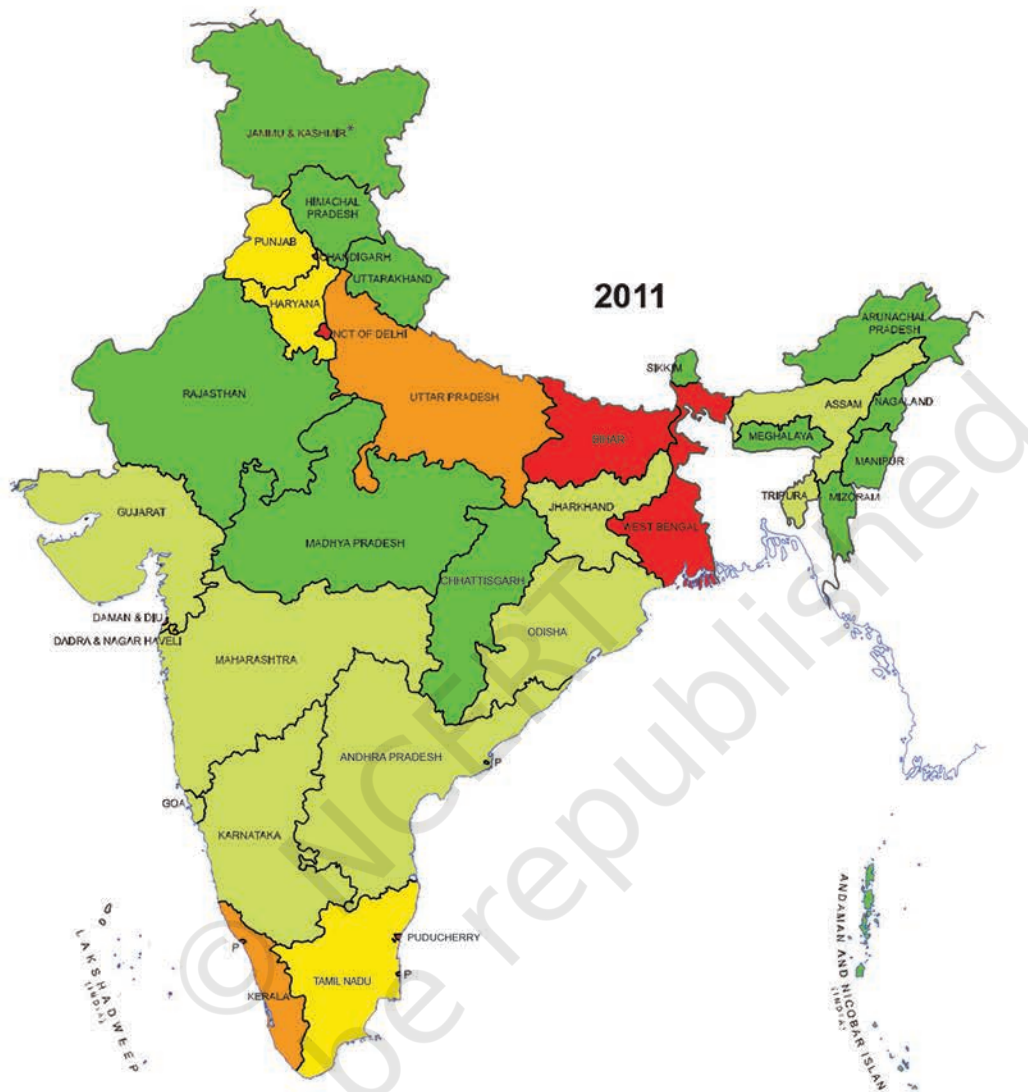 JAMMU & KASHMIR*
HIMACHAL
PRADESH
PUNJAB
CHANDIGARH
UTTARAKHAND
HARYANA
2011
NCT OF DELHI
ARUNACHAL
PRADESH
SIKKIM
RAJASTHAN
UTTAR PRADESH
ASSAM
NAGALAND
BIHAR
MEGHALAYA
MANIPUR
TRIPURA
MIZORAM
GUJARAT
JHARKHAND
WEST BENGAL
MADHYA PRADESH
CHHATTISGARH
DAMAN & DIU
DADRA & NAGAR HAVELI
ODISHA
MAHARASHTRA
ANDHRA PRADESH
P
GOA
KARNATAKA
PUDUCHERRY
P
P
TAMIL NADU
KERALA
LAKSHADWEEP
(INDIA)
ANDAMAN AND NICOBAR ISLAN
(INDIA)
© NCERT
be republished